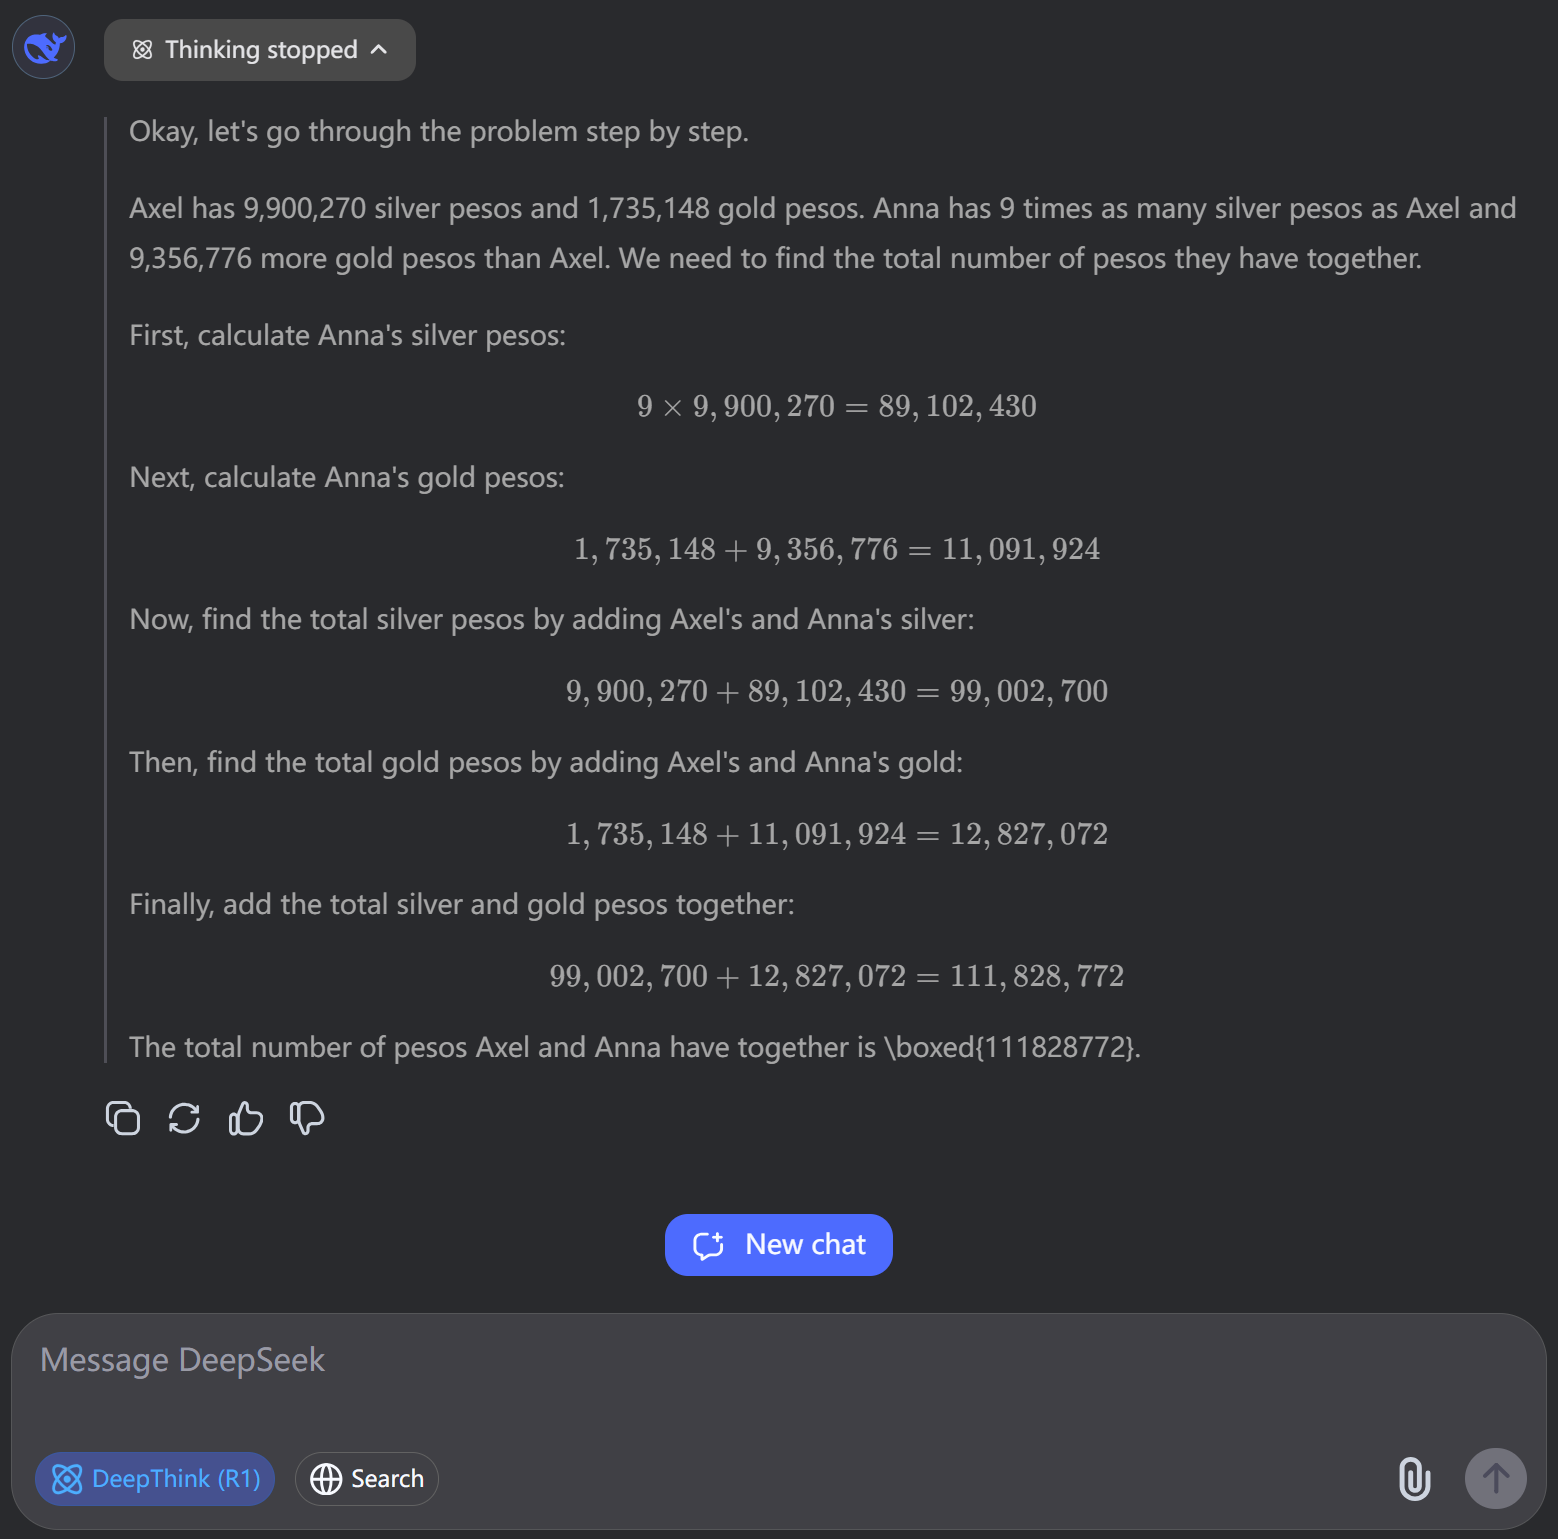 Thinking stopped
Okay, let's go through the problem step by step.
Axel has 9,900,270 silver pesos and 1,735,148 gold pesos. Anna has 9 times as many silver pesos as Axel and
9,356,776 more gold pesos than Axel. We need to find the total number of pesos they have together.
First, calculate Anna's silver pesos:
9 × 9, 900, 270 = 89, 102, 430
Next, calculate Anna's gold pesos:
1, 735, 148 + 9, 356, 776 = 11, 091, 924
Now, find the total silver pesos by adding Axel's and Anna's silver:
9, 900, 270 + 89, 102, 430 = 99, 002, 700
Then, find the total gold pesos by adding Axel's and Anna's gold:
1, 735, 148 + 11, 091, 924 = 12, 827, 072
Finally, add the total silver and gold pesos together:
99, 002, 700 + 12, 827, 072 = 111, 828, 772
The total number of pesos Axel and Anna have together is \boxed{111828772}.
New chat
Message DeepSeek
DeepThink (R1) Search